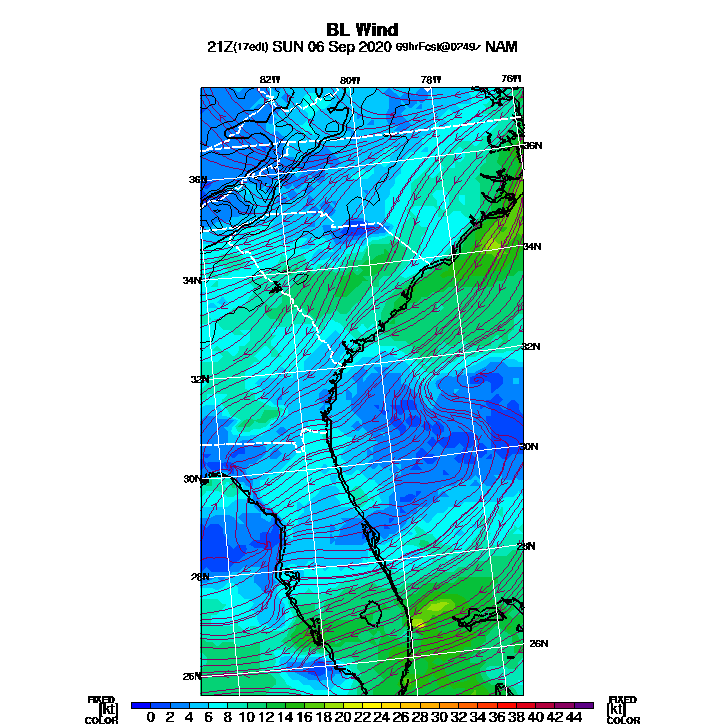 BL Wind
21Z(17edt) SUN 06 Sep 2020 69hrFcst@0249z NAM
82W 80W 78W 76W
36N
36N
34N
34N
32N
32N
30N
30N
28N
28N
26N
26N
FIXED FIXED
[kt] 0 2 4 6 8 10 12 14 16 18 20 22 24 26 28 30 32 34 36 38 40 42 44 [kt]
COLOR COLOR